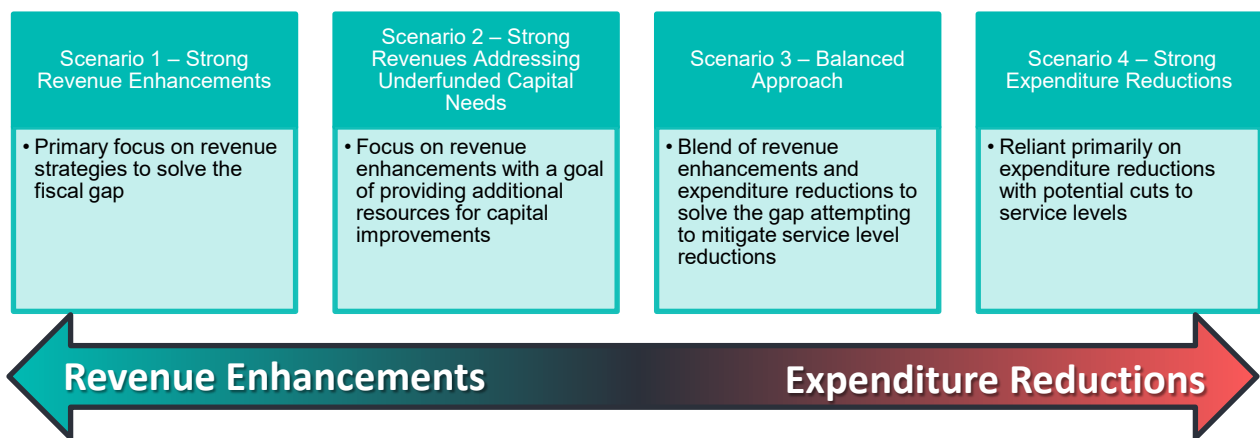 Scenario 1 – Strong
Revenue Enhancements
• Primary focus on revenue
strategies to solve the
fiscal gap
Scenario 2 – Strong
Revenues Addressing
Underfunded Capital
Needs
• Focus on revenue
enhancements with a goal
of providing additional
resources for capital
improvements
Scenario 3 – Balanced
Approach
• Blend of revenue
enhancements and
expenditure reductions to
solve the gap attempting
to mitigate service level
reductions
Scenario 4 – Strong
Expenditure Reductions
• Reliant primarily on
expenditure reductions
with potential cuts to
service levels
Revenue Enhancements
Expenditure Reductions